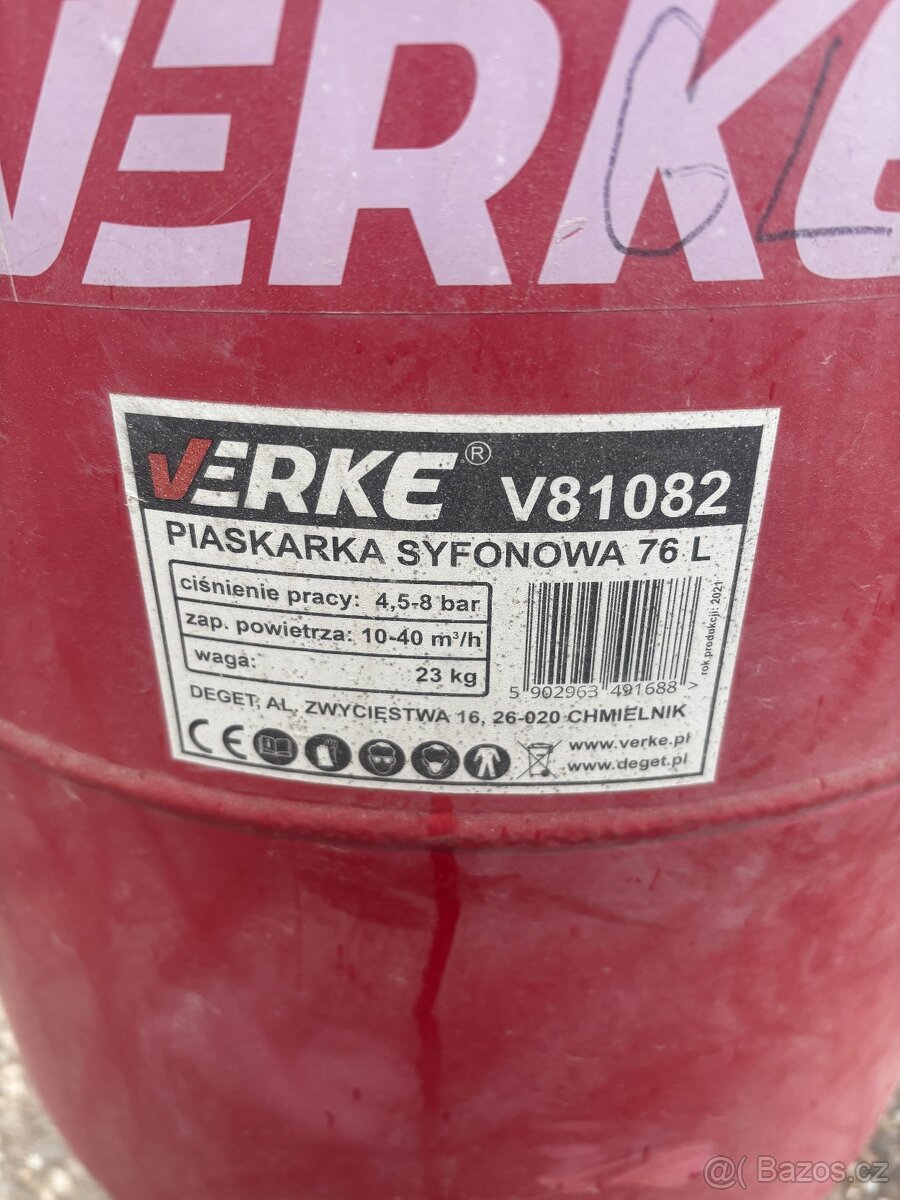 VERKE
CL
VERKE® V81082
PIASKARKA SYFONOWA 76 L
ciśnienie pracy: 4,5-8 bar
zap. powietrza: 10-40 m³/h
waga: 23 kg
rok produkcji: 2021
5 902963 491688 >
DEGET, AL. ZWYCIĘSTWA 16, 26-020 CHMIELNIK
CE
www.verke.pl
www.deget.pl
@( Bazos.cz